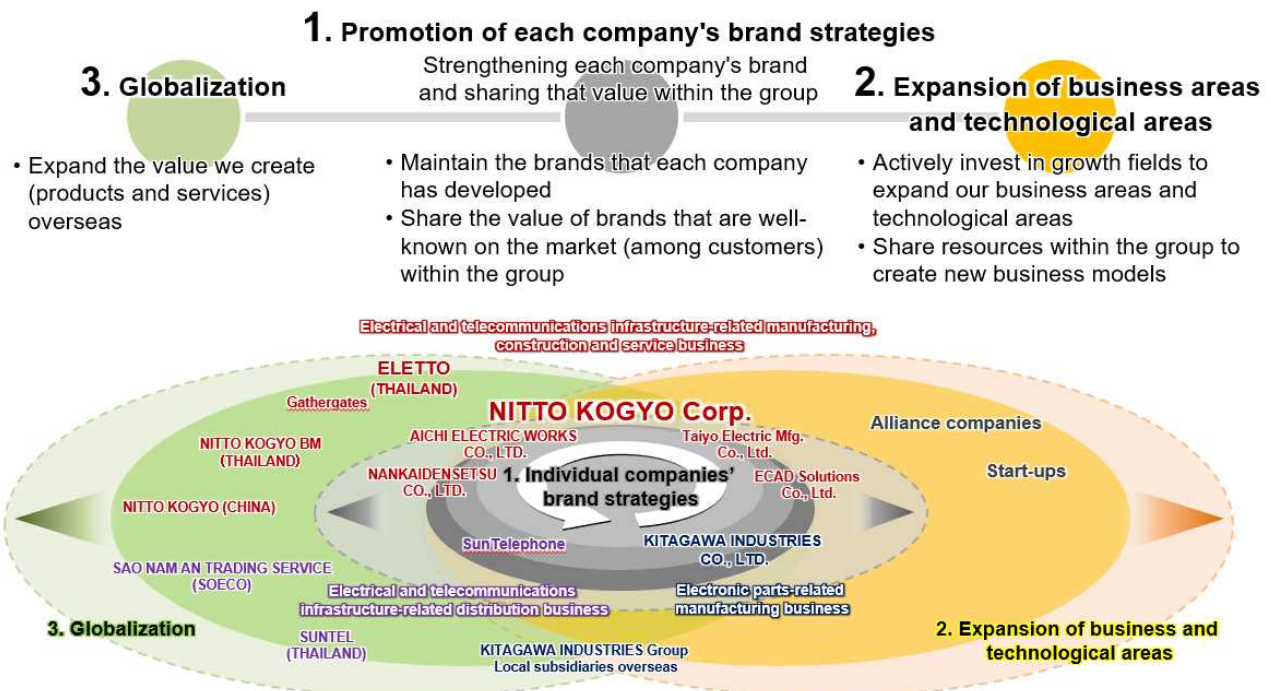 1. Promotion of each company's brand strategies
Strengthening each company's brand
and sharing that value within the group
3. Globalization
2. Expansion of business areas
and technological areas
• Expand the value we create
(products and services)
overseas
• Maintain the brands that each company
has developed
• Share the value of brands that are well-
known on the market (among customers)
within the group
• Actively invest in growth fields to
expand our business areas and
technological areas
• Share resources within the group to
create new business models
Electrical and telecommunications infrastructure-related manufacturing,
construction and service business
ELETTO
(THAILAND)
Gathergates
NITTO KOGYO Corp.
Alliance companies
NITTO KOGYO BM
(THAILAND)
AICHI ELECTRIC WORKS
CO., LTD.
Taiyo Electric Mfg.
Co., Ltd.
Start-ups
NANKAIDENSETSU
CO., LTD.
1. Individual companies'
brand strategies
ECAD Solutions
Co., Ltd.
NITTO KOGYO (CHINA)
SunTelephone
KITAGAWA INDUSTRIES
CO., LTD.
SAO NAM AN TRADING SERVICE
(SOECO)
Electrical and telecommunications
infrastructure-related distribution business
Electronic parts-related
manufacturing business
3. Globalization
SUNTEL
(THAILAND)
KITAGAWA INDUSTRIES Group
Local subsidiaries overseas
2. Expansion of business and
technological areas